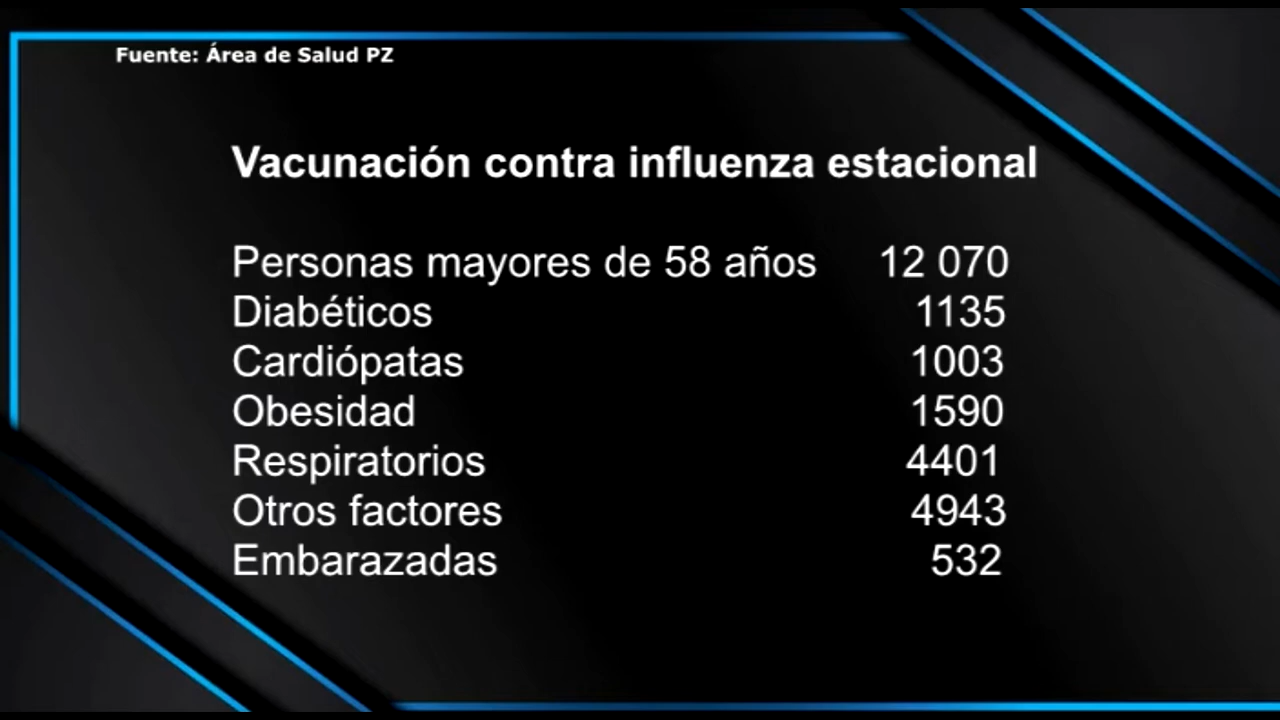 Fuente: Área de Salud PZ
Vacunación contra influenza estacional
Personas mayores de 58 años 12 070
Diabéticos 1135
Cardiópatas 1003
Obesidad 1590
Respiratorios 4401
Otros factores 4943
Embarazadas 532